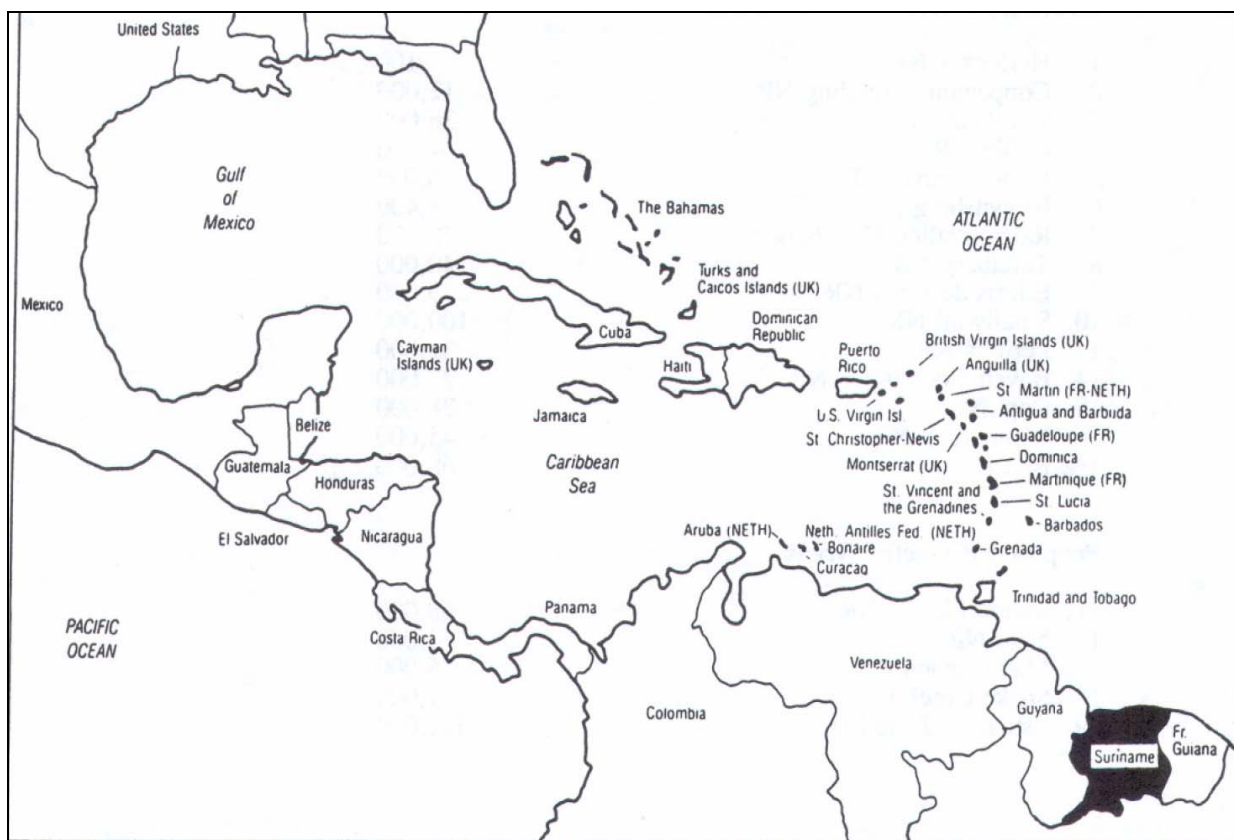 United States
Gulf
of
Mexico
The Bahamas
ATLANTIC
OCEAN
Turks and
Caicos Islands (UK)
Mexico
Cuba
Dominican
Republic
Cayman
Islands (UK)
Haiti
Puerto
Rico
British Virgin Islands (UK)
Anguilla (UK)
St. Martin (FR-NETH)
Jamaica
U.S. Virgin Isl.
Antigua and Barbuda
Belize
St. Christopher-Nevis
Guadeloupe (FR)
Guatemala
Caribbean
Sea
Montserrat (UK)
Dominica
Honduras
Martinique (FR)
St. Vincent and
the Grenadines
St. Lucia
El Salvador
Nicaragua
Aruba (NETH)
Neth. Antilles Fed. (NETH)
Barbados
Bonaire
Curacao
Grenada
Panama
Trinidad and Tobago
PACIFIC
OCEAN
Costa Rica
Venezuela
Colombia
Guyana
Suriname
Fr.
Guiana